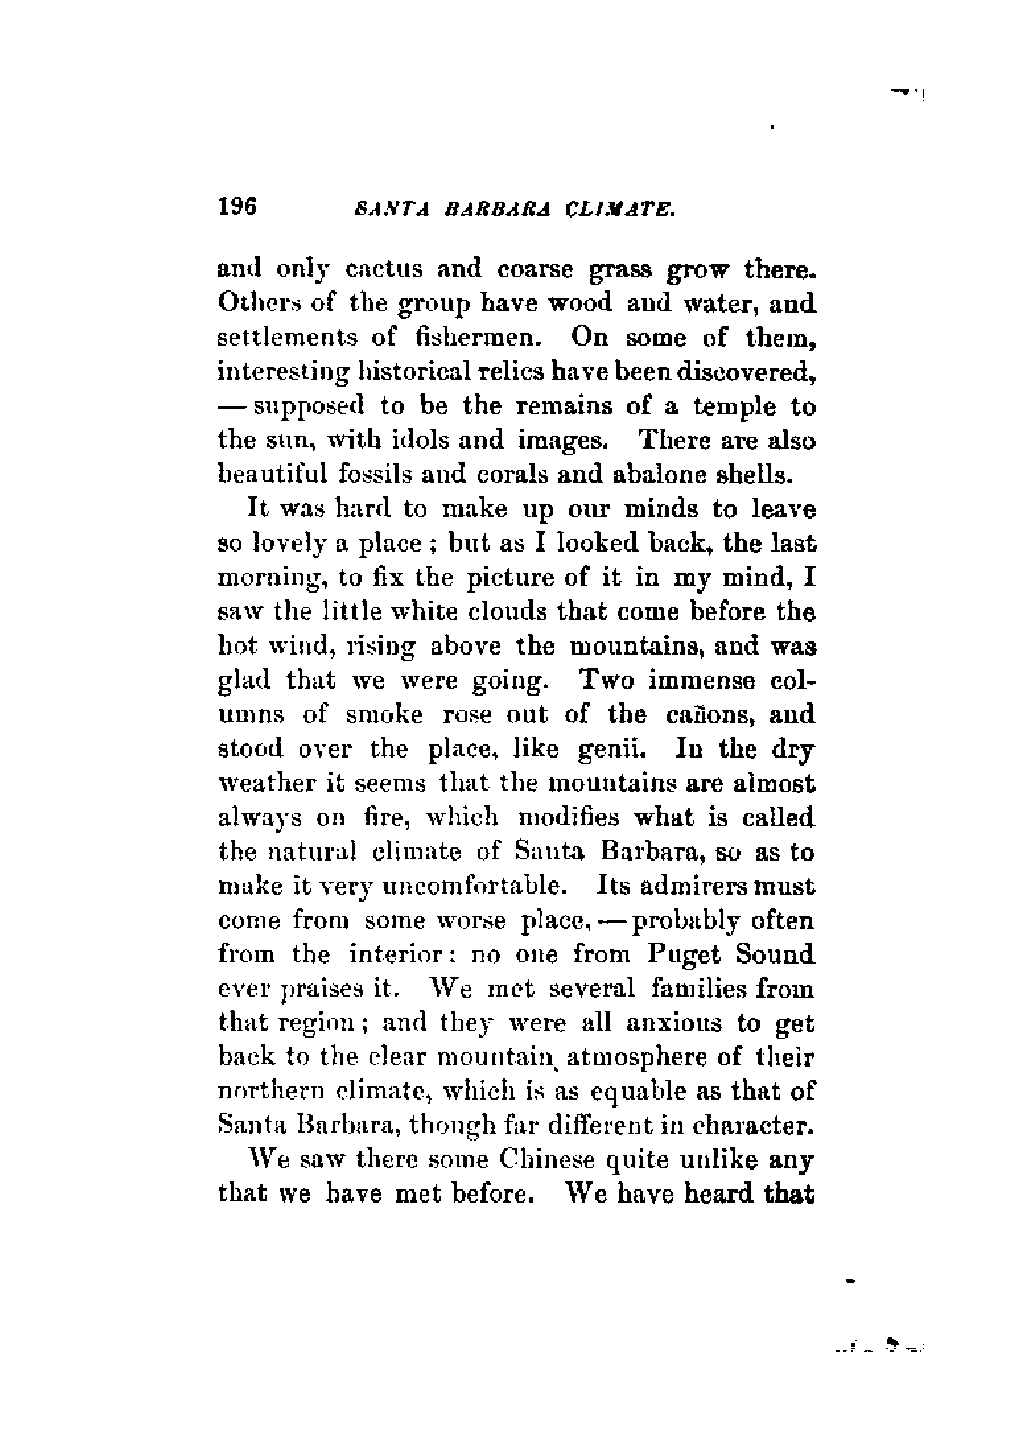 196 SANTA BARBARA CLIMATE.
and only cactus and coarse grass grow there.
Others of the group have wood and water, and
settlements of fishermen. On some of them,
interesting historical relics have been discovered,
— supposed to be the remains of a temple to
the sun, with idols and images. There are also
beautiful fossils and corals and abalone shells.
It was hard to make up our minds to leave
so lovely a place; but as I looked back, the last
morning, to fix the picture of it in my mind, I
saw the little white clouds that come before the
hot wind, rising above the mountains, and was
glad that we were going. Two immense col-
umns of smoke rose out of the cañons, and
stood over the place, like genii. In the dry
weather it seems that the mountains are almost
always on fire, which modifies what is called
the natural climate of Santa Barbara, so as to
make it very uncomfortable. Its admirers must
come from some worse place, — probably often
from the interior: no one from Puget Sound
ever praises it. We met several families from
that region; and they were all anxious to get
back to the clear mountain atmosphere of their
northern climate, which is as equable as that of
Santa Barbara, though far different in character.
We saw there some Chinese quite unlike any
that we have met before. We have heard that